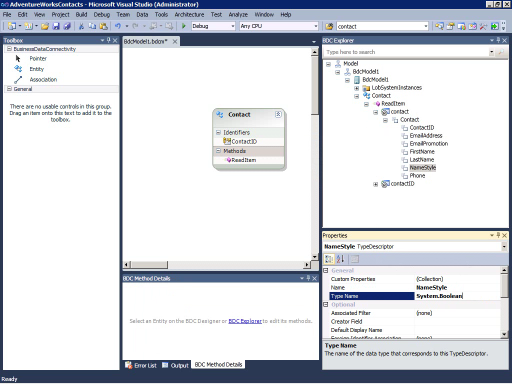 AdventureWorksContacts - Microsoft Visual Studio (Administrator)
File Edit View Project Build Debug Team Data Tools Architecture Test Analyze Window Help
Debug Any CPU contact
Toolbox
BusinessDataConnectivity
Pointer
Entity
Association
General
There are no usable controls in this group.
Drag an item onto this text to add it to the
toolbox.
BdcModel1.bdcm*
Contact
Identifiers
ContactID
Methods
ReadItem
BDC Method Details
Select an Entity on the BDC Designer or BDC Explorer to edit its methods.
Error List Output BDC Method Details
BDC Explorer
Type here to search
Model
BdcModel1
BdcModel1
LobSystemInstances
Contact
ReadItem
contact
Contact
ContactID
EmailAddress
EmailPromotion
FirstName
LastName
NameStyle
Phone
contactID
Properties
NameStyle TypeDescriptor
General
Custom Properties (Collection)
Name NameStyle
Type Name System.Boolean
Optional
Associated Filter (none)
Creator Field
Default Display Name
Foreign Identifier Association (none)
Type Name
The name of the data type that corresponds to this TypeDescriptor.
Ready